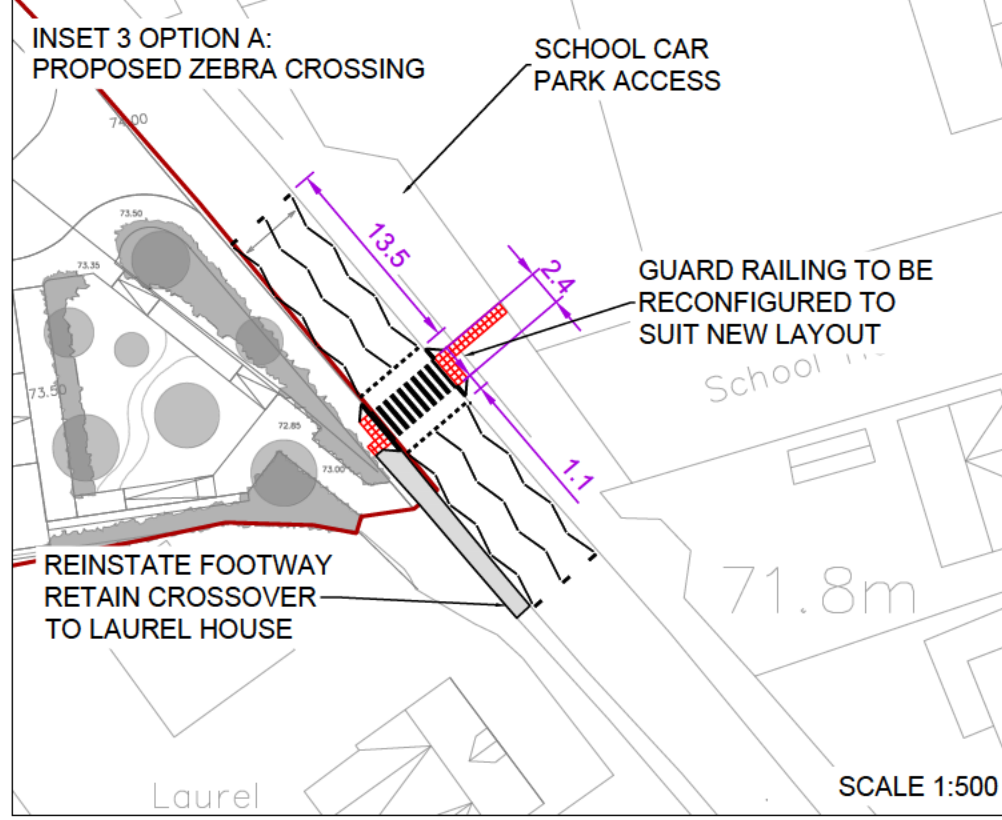 INSET 3 OPTION A:
PROPOSED ZEBRA CROSSING
SCHOOL CAR
PARK ACCESS
74.00
73.50
73.35
13.5
2.4
GUARD RAILING TO BE
RECONFIGURED TO
SUIT NEW LAYOUT
School
73.50
72.85
73.00
1.1
REINSTATE FOOTWAY
RETAIN CROSSOVER
TO LAUREL HOUSE
71.8m
Laurel
SCALE 1:500